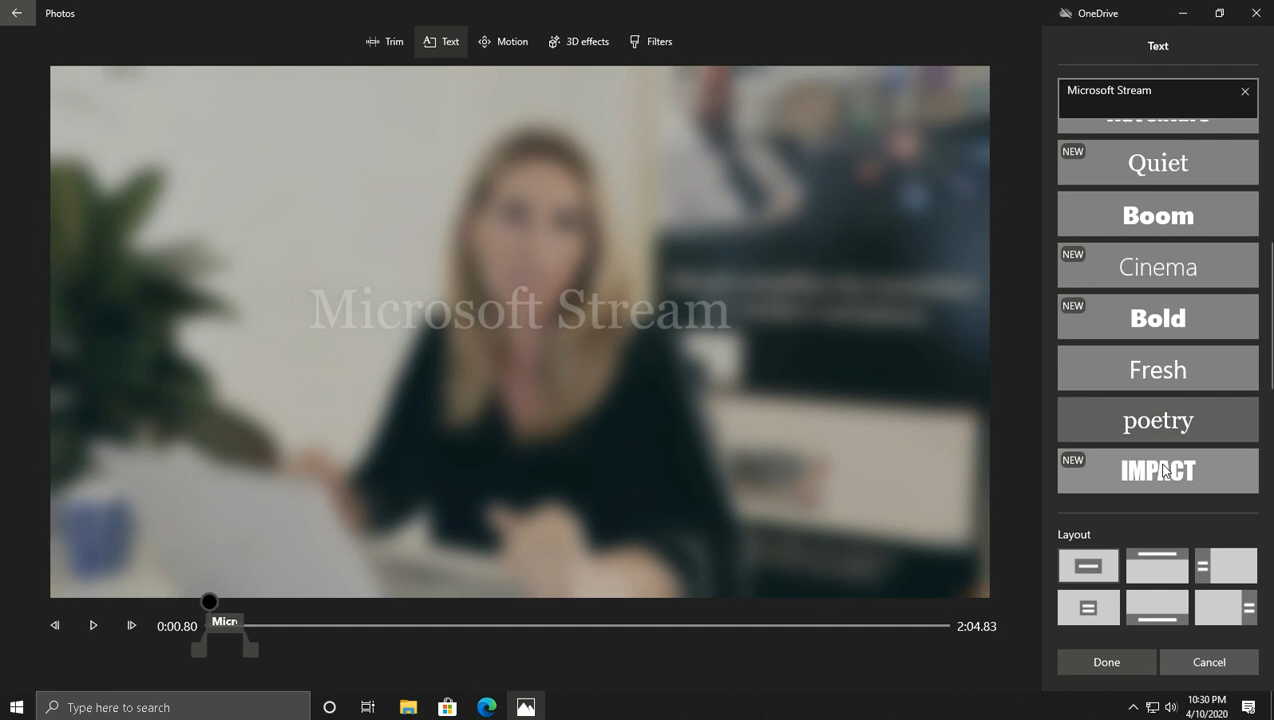 Photos
OneDrive
Trim
Text
Motion
3D effects
Filters
Text
Microsoft Stream
NEW
Quiet
Boom
NEW
Cinema
NEW
Bold
Fresh
poetry
NEW
IMPACT
Microsoft Stream
Layout
0:00.80
Micr
2:04.83
Done
Cancel
Type here to search
10:30 PM
4/10/2020